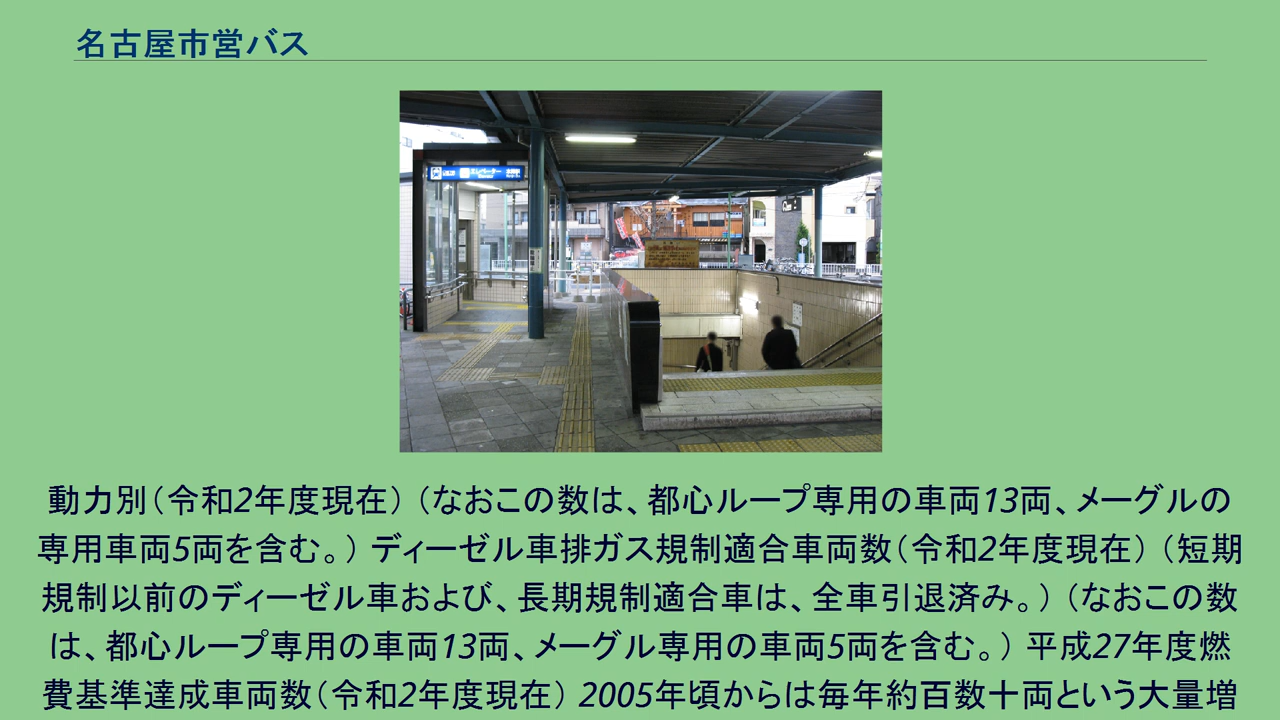 名古屋市営バス
エレベーター
動力別（令和2年度現在）（なおこの数は、都心ループ専用の車両13両、メーグルの
専用車両5両を含む。）ディーゼル車排ガス規制適合車両数（令和2年度現在）（短期
規制以前のディーゼル車および、長期規制適合車は、全車引退済み。）（なおこの数
は、都心ループ専用の車両13両、メーグル専用の車両5両を含む。）平成27年度燃
費基準達成車両数（令和2年度現在）2005年頃からは毎年約百数十両という大量増